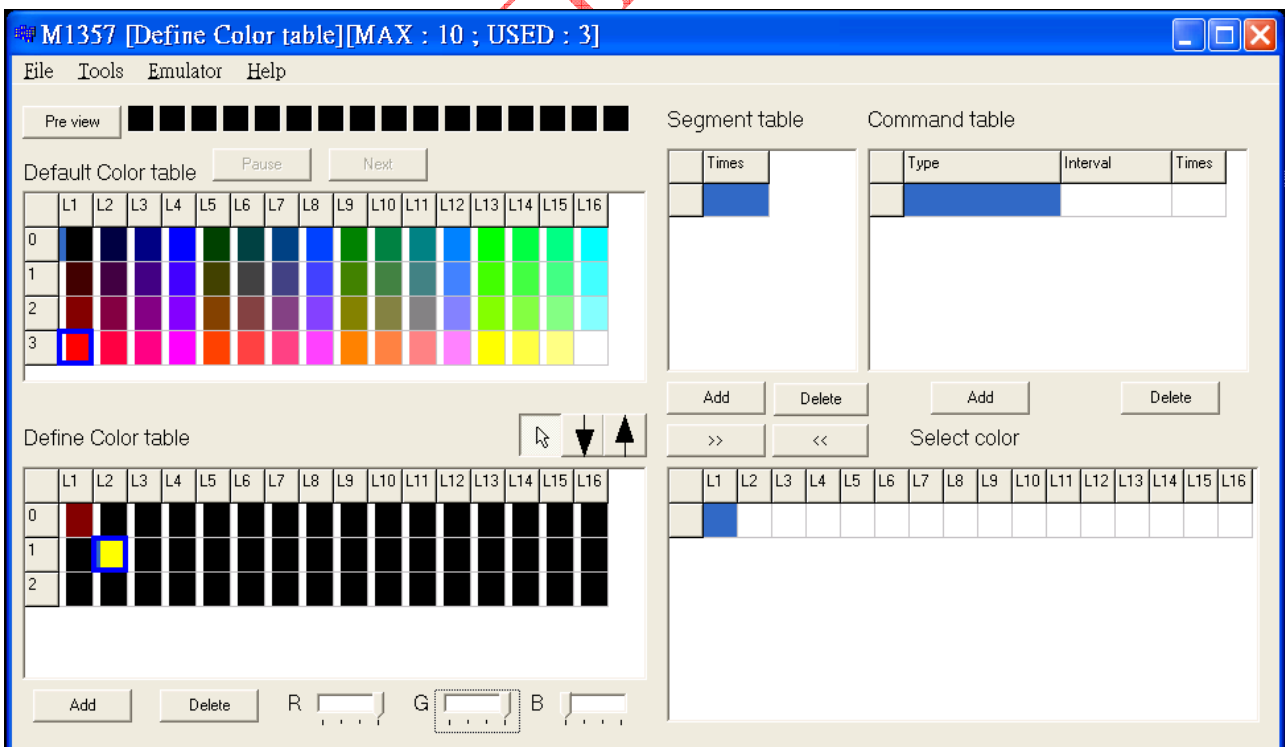 M1357 [Define Color table][MAX : 10 ; USED : 3]
File Tools Emulator Help
Pre view
Segment table
Command table
Default Color table
Pause
Next
Times
Type Interval Times
L1 L2 L3 L4 L5 L6 L7 L8 L9 L10 L11 L12 L13 L14 L15 L16
0
1
2
3
Add
Delete
Add
Delete
Define Color table
>>
<<
Select color
L1 L2 L3 L4 L5 L6 L7 L8 L9 L10 L11 L12 L13 L14 L15 L16
0
1
2
L1 L2 L3 L4 L5 L6 L7 L8 L9 L10 L11 L12 L13 L14 L15 L16
Add
Delete
R
G
B